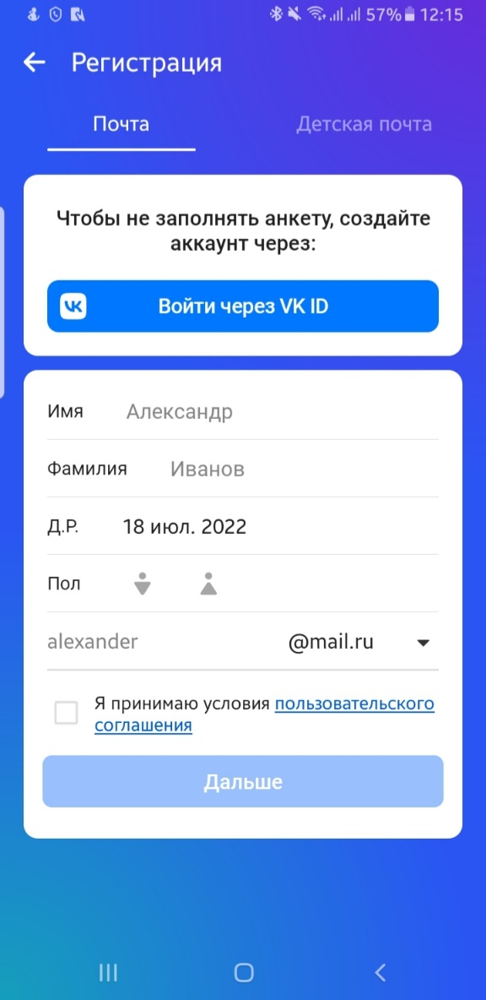 57% 12:15
Регистрация
Почта
Детская почта
Чтобы не заполнять анкету, создайте
аккаунт через:
Войти через VK ID
Имя Александр
Фамилия Иванов
Д.Р. 18 июл. 2022
Пол
alexander @mail.ru
Я принимаю условия пользовательского
соглашения
Дальше